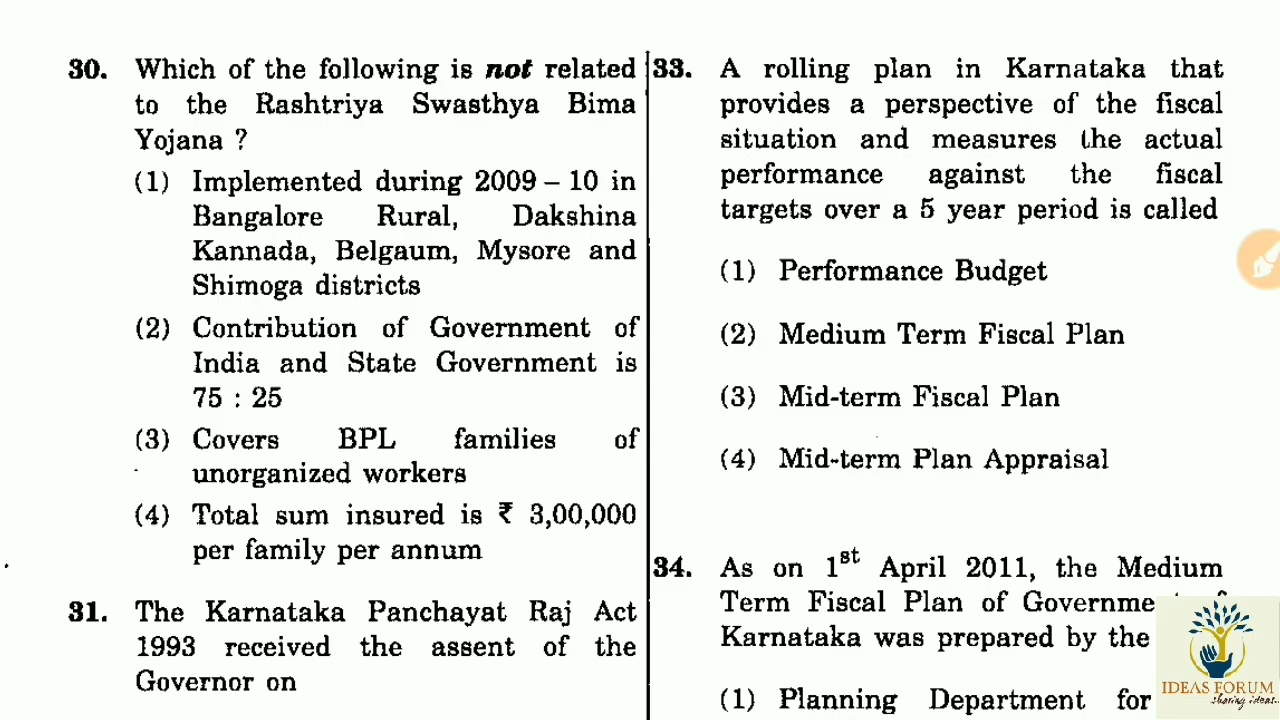 30. Which of the following is not related
to the Rashtriya Swasthya Bima
Yojana ?
(1) Implemented during 2009 – 10 in
Bangalore Rural, Dakshina
Kannada, Belgaum, Mysore and
Shimoga districts
(2) Contribution of Government of
India and State Government is
75 : 25
(3) Covers BPL families of
unorganized workers
(4) Total sum insured is ₹ 3,00,000
per family per annum
31. The Karnataka Panchayat Raj Act
1993 received the assent of the
Governor on
33. A rolling plan in Karnataka that
provides a perspective of the fiscal
situation and measures the actual
performance against the fiscal
targets over a 5 year period is called
(1) Performance Budget
(2) Medium Term Fiscal Plan
(3) Mid-term Fiscal Plan
(4) Mid-term Plan Appraisal
34. As on 1st April 2011, the Medium
Term Fiscal Plan of
Karnataka was prepared by the
(1) Planning Department for
IDEAS FORUM
sharing ideas